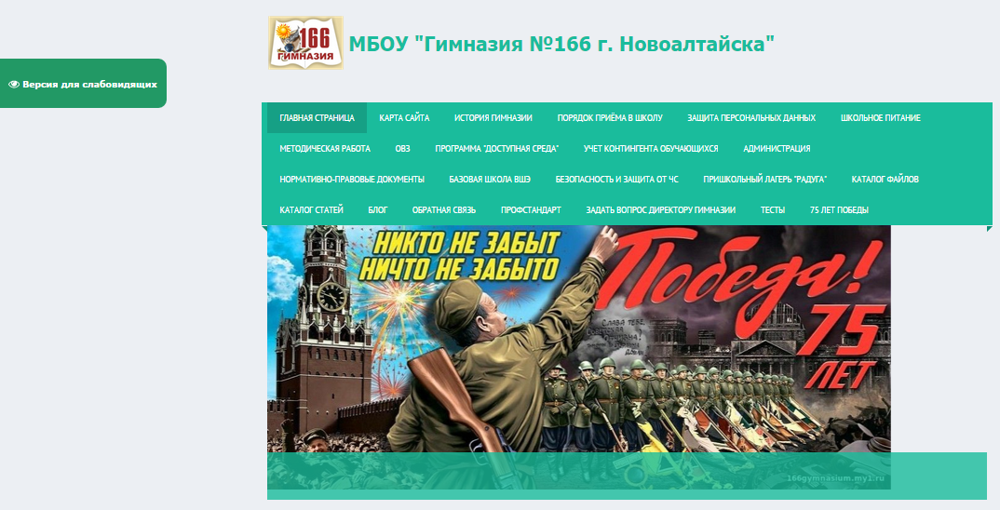 166
ГИМНАЗИЯ
МБОУ "Гимназия №166 г. Новоалтайска"
Версия для слабовидящих
ГЛАВНАЯ СТРАНИЦА КАРТА САЙТА ИСТОРИЯ ГИМНАЗИИ ПОРЯДОК ПРИЁМА В ШКОЛУ ЗАЩИТА ПЕРСОНАЛЬНЫХ ДАННЫХ ШКОЛЬНОЕ ПИТАНИЕ
МЕТОДИЧЕСКАЯ РАБОТА ОВЗ ПРОГРАММА "ДОСТУПНАЯ СРЕДА" УЧЕТ КОНТИНГЕНТА ОБУЧАЮЩИХСЯ АДМИНИСТРАЦИЯ
НОРМАТИВНО-ПРАВОВЫЕ ДОКУМЕНТЫ БАЗОВАЯ ШКОЛА ВШЭ БЕЗОПАСНОСТЬ И ЗАЩИТА ОТ ЧС ПРИШКОЛЬНЫЙ ЛАГЕРЬ "РАДУГА" КАТАЛОГ ФАЙЛОВ
КАТАЛОГ СТАТЕЙ БЛОГ ОБРАТНАЯ СВЯЗЬ ПРОФСТАНДАРТ ЗАДАТЬ ВОПРОС ДИРЕКТОРУ ГИМНАЗИИ ТЕСТЫ 75 ЛЕТ ПОБЕДЫ
НИКТО НЕ ЗАБЫТ
НИЧТО НЕ ЗАБЫТО
Победа!
75
ЛЕТ
СЛАВА ТЕБЕ,
166gymnasium.my1.ru